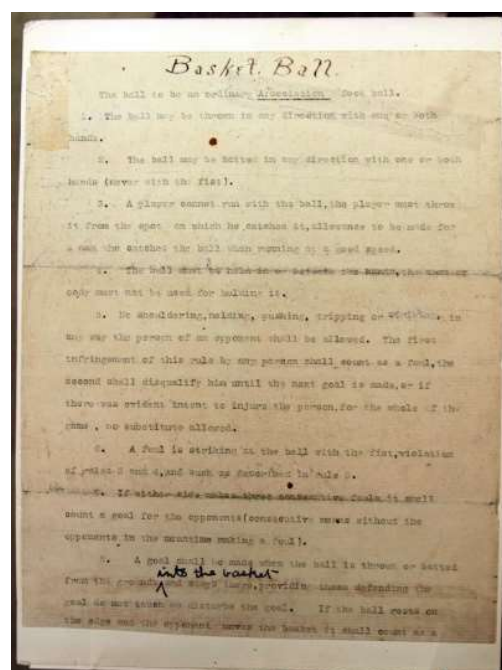 Basket Ball.
The ball to be an ordinary Association foot ball.
1. The ball may be thrown in any direction with one or both
hands.
2. The ball may be batted in any direction with one or both
hands (never with the fist).
3. A player cannot run with the ball, the player must throw
it from the spot on which he catches it, allowance to be made for
a man who catches the ball when running at a good speed.
4. The ball must be held in or between the hands, the arms or
body must not be used for holding it.
5. No shouldering, holding, pushing, tripping or striking in
any way the person of an opponent shall be allowed. The first
infringement of this rule by any person shall count as a foul, the
second shall disqualify him until the next goal is made, or if
there was evident intent to injure the person, for the whole of the
game, no substitute allowed.
6. A foul is striking at the ball with the fist, violation
of rules 3 and 4, and such as described in rule 5.
7. If either side makes three consecutive fouls, it shall
count a goal for the opponents (consecutive means without the
opponents in the meantime making a foul).
8. A goal shall be made when the ball is thrown or batted
into the basket
from the grounds and stays there, providing those defending the
goal do not touch or disturb the goal. If the ball rests on
the edge and the opponent moves the basket it shall count as a